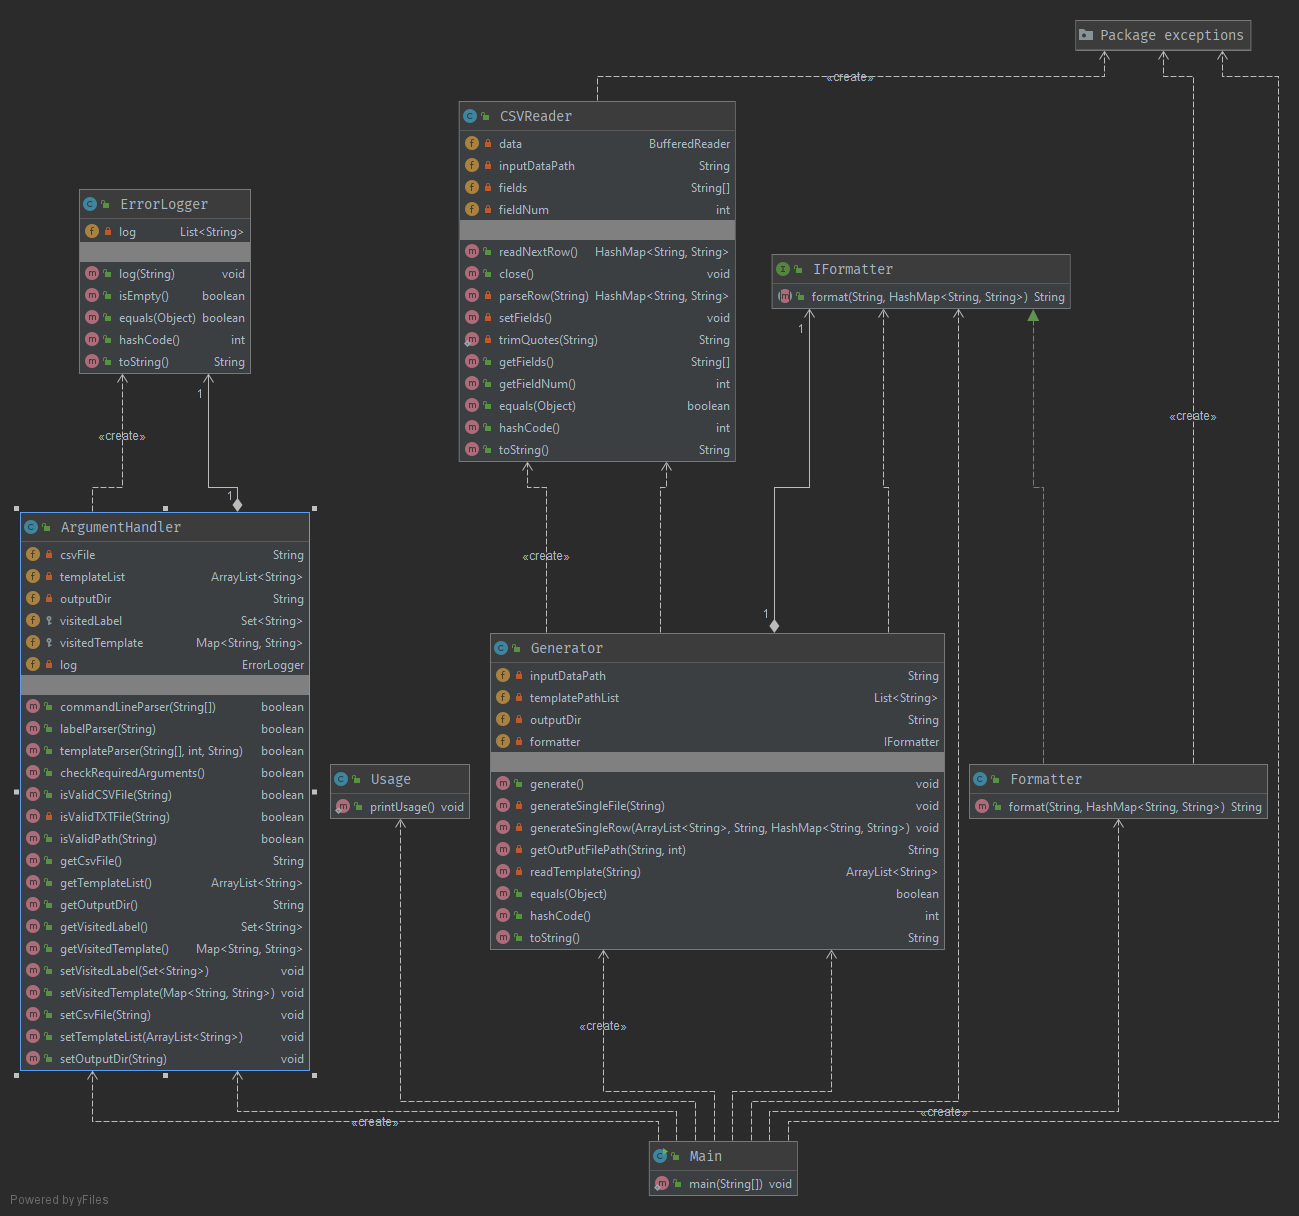 Package exceptions
«create»
CSVReader
data BufferedReader
inputDataPath String
fields String[]
fieldNum int
readNextRow() HashMap<String, String>
close() void
parseRow(String) HashMap<String, String>
setFields() void
trimQuotes(String) String
getFields() String[]
getFieldNum() int
equals(Object) boolean
hashCode() int
toString() String
ErrorLogger
log List<String>
log(String) void
isEmpty() boolean
equals(Object) boolean
hashCode() int
toString() String
IFormatter
format(String, HashMap<String, String>) String
1
1
«create»
«create»
1
«create»
1
ArgumentHandler
csvFile String
templateList ArrayList<String>
outputDir String
visitedLabel Set<String>
visitedTemplate Map<String, String>
log ErrorLogger
commandLineParser(String[]) boolean
labelParser(String) boolean
templateParser(String[], int, String) boolean
checkRequiredArguments() boolean
isValidCSVFile(String) boolean
isValidTXTFile(String) boolean
isValidPath(String) boolean
getCsvFile() String
getTemplateList() ArrayList<String>
getOutputDir() String
getVisitedLabel() Set<String>
getVisitedTemplate() Map<String, String>
setVisitedLabel(Set<String>) void
setVisitedTemplate(Map<String, String>) void
setCsvFile(String) void
setTemplateList(ArrayList<String>) void
setOutputDir(String) void
Generator
inputDataPath String
templatePathList List<String>
outputDir String
formatter IFormatter
generate() void
generateSingleFile(String) void
generateSingleRow(ArrayList<String>, String, HashMap<String, String>) void
getOutPutFilePath(String, int) String
readTemplate(String) ArrayList<String>
equals(Object) boolean
hashCode() int
toString() String
Usage
printUsage() void
Formatter
format(String, HashMap<String, String>) String
«create»
«create»
«create»
Main
main(String[]) void
Powered by yFiles